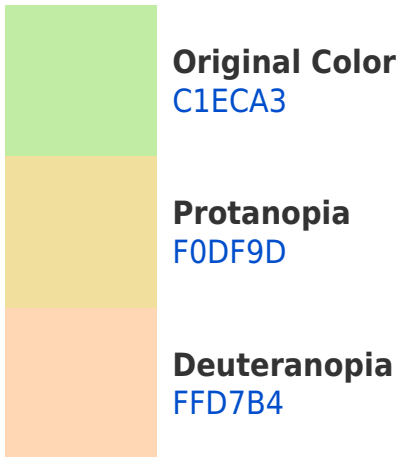 Original Color
C1ECA3
Protanopia
F0DF9D
Deuteranopia
FFD7B4